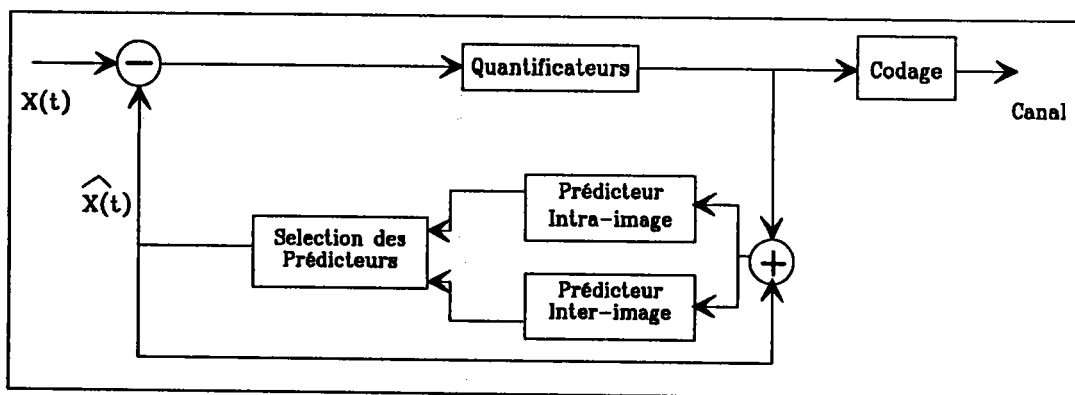 Quantificateurs
Codage
X(t)
Canal
X̂(t)
Prédicteur
Intra-image
Selection des
Prédicteurs
Prédicteur
Inter-image